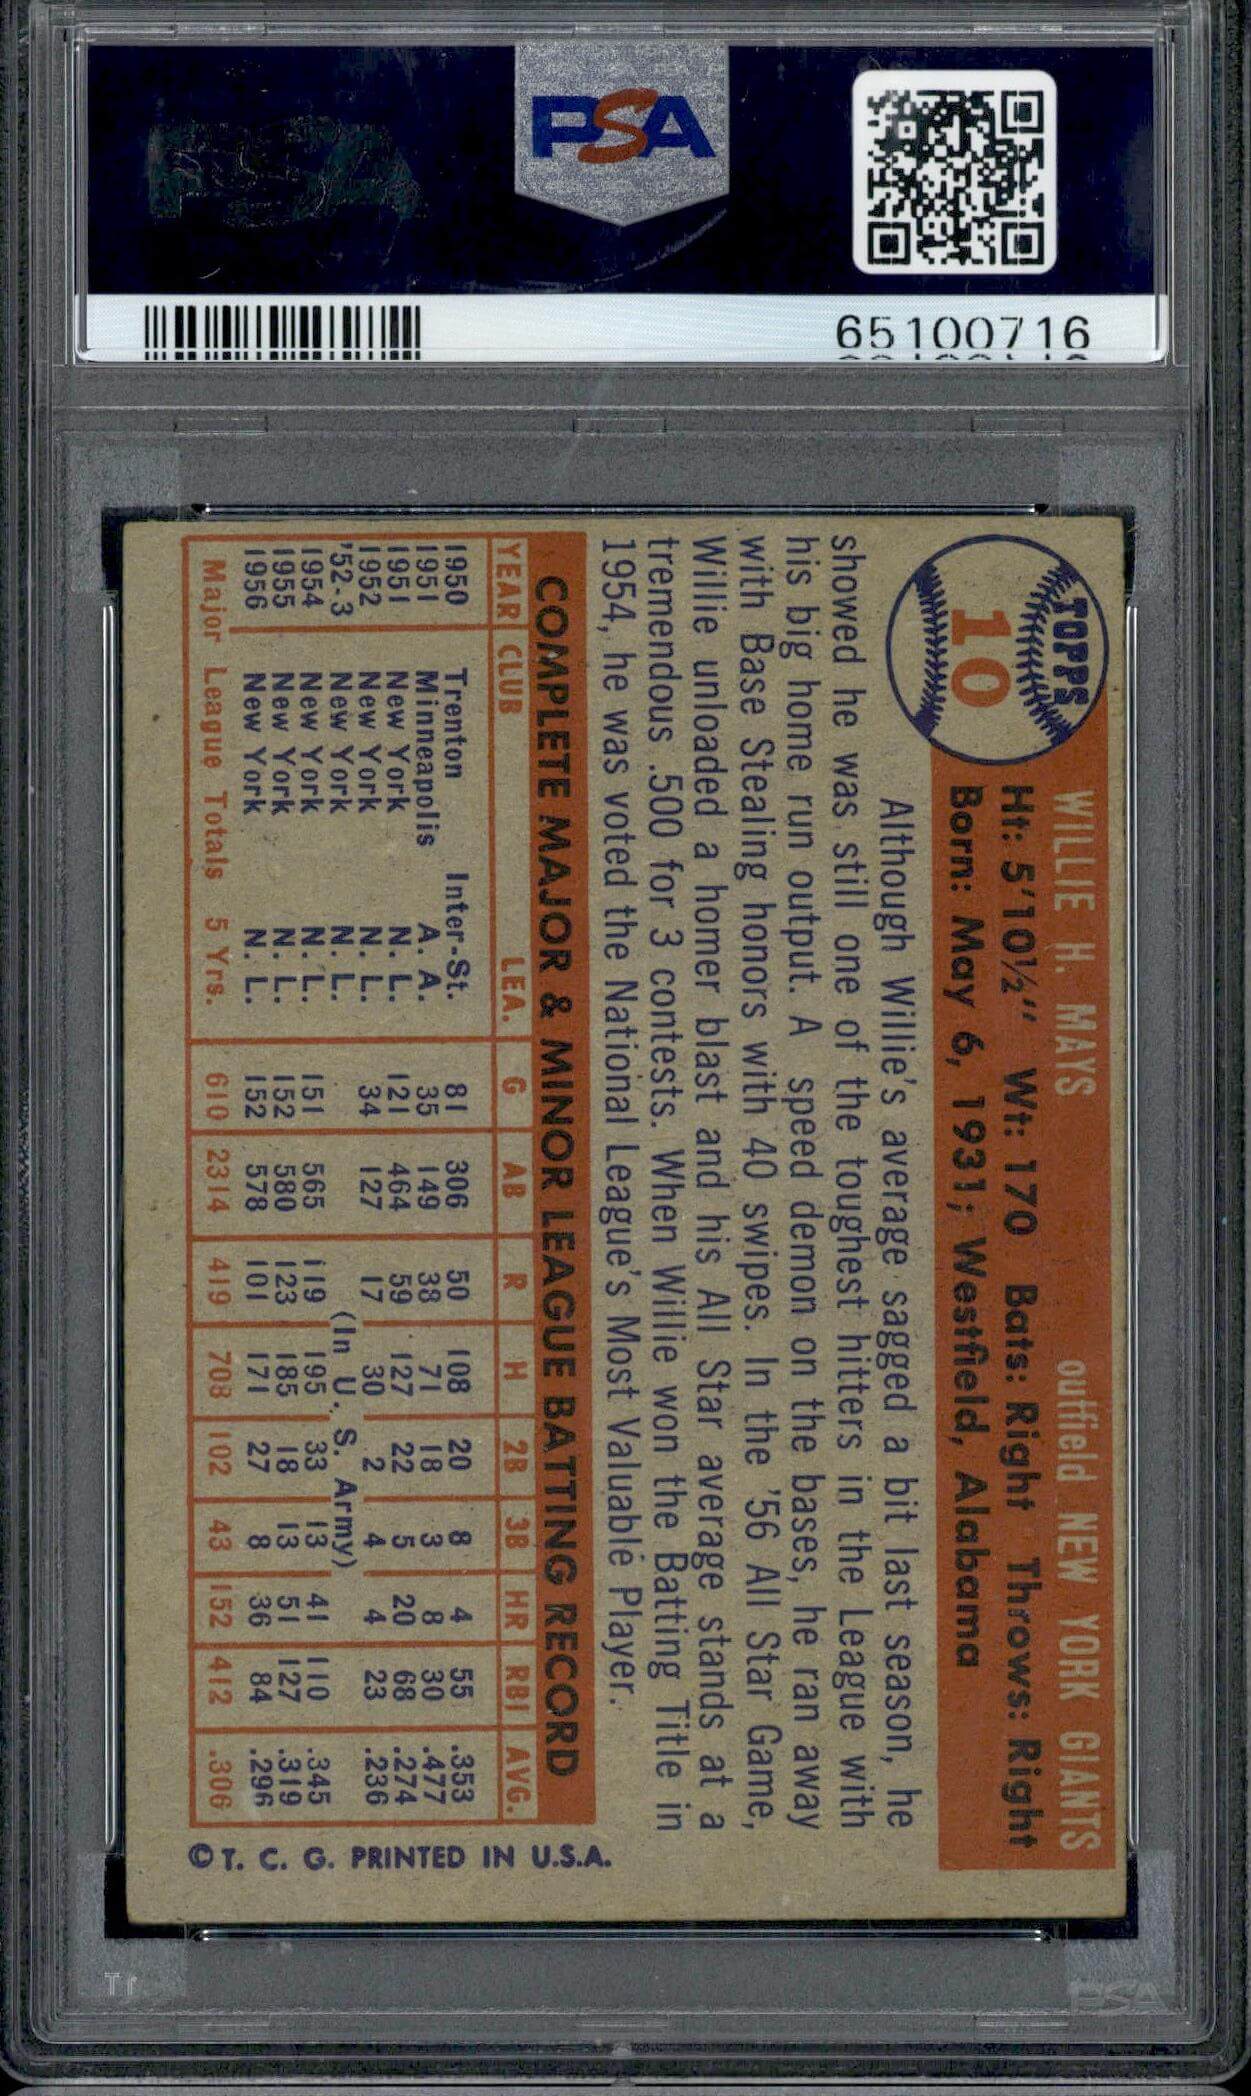 PSA
65100716
TOPPS
10
WILLIE H. MAYS outfield NEW YORK GIANTS
Ht: 5'10½" Wt: 170 Bats: Right Throws: Right
Born: May 6, 1931; Westfield, Alabama
Although Willie's average sagged a bit last season, he
showed he was still one of the toughest hitters in the League with
his big home run output. A speed demon on the bases, he ran away
with Base Stealing honors with 40 swipes. In the '56 All Star Game,
Willie unloaded a homer blast and his All Star average stands at a
tremendous .500 for 3 contests. When Willie won the Batting Title in
1954, he was voted the National League's Most Valuable Player.
COMPLETE MAJOR & MINOR LEAGUE BATTING RECORD
YEAR CLUB LEA. G AB R H 2B 3B HR RBI AVG.
1950 Trenton Inter-St. 81 306 50 108 20 8 4 55 .353
1951 Minneapolis A. A. 35 149 38 71 18 3 8 30 .477
1951 New York N. L. 121 464 59 127 22 5 20 68 .274
1952 New York N. L. 34 127 17 30 2 4 4 23 .236
'52-3 New York N. L. (In U. S. Army)
1954 New York N. L. 151 565 119 195 33 13 41 110 .345
1955 New York N. L. 152 580 123 185 18 13 51 127 .319
1956 New York N. L. 152 578 101 171 27 8 36 84 .296
Major League Totals 5 Yrs. 610 2314 419 708 102 43 152 412 .306
© T. C. G. PRINTED IN U.S.A.
PSA